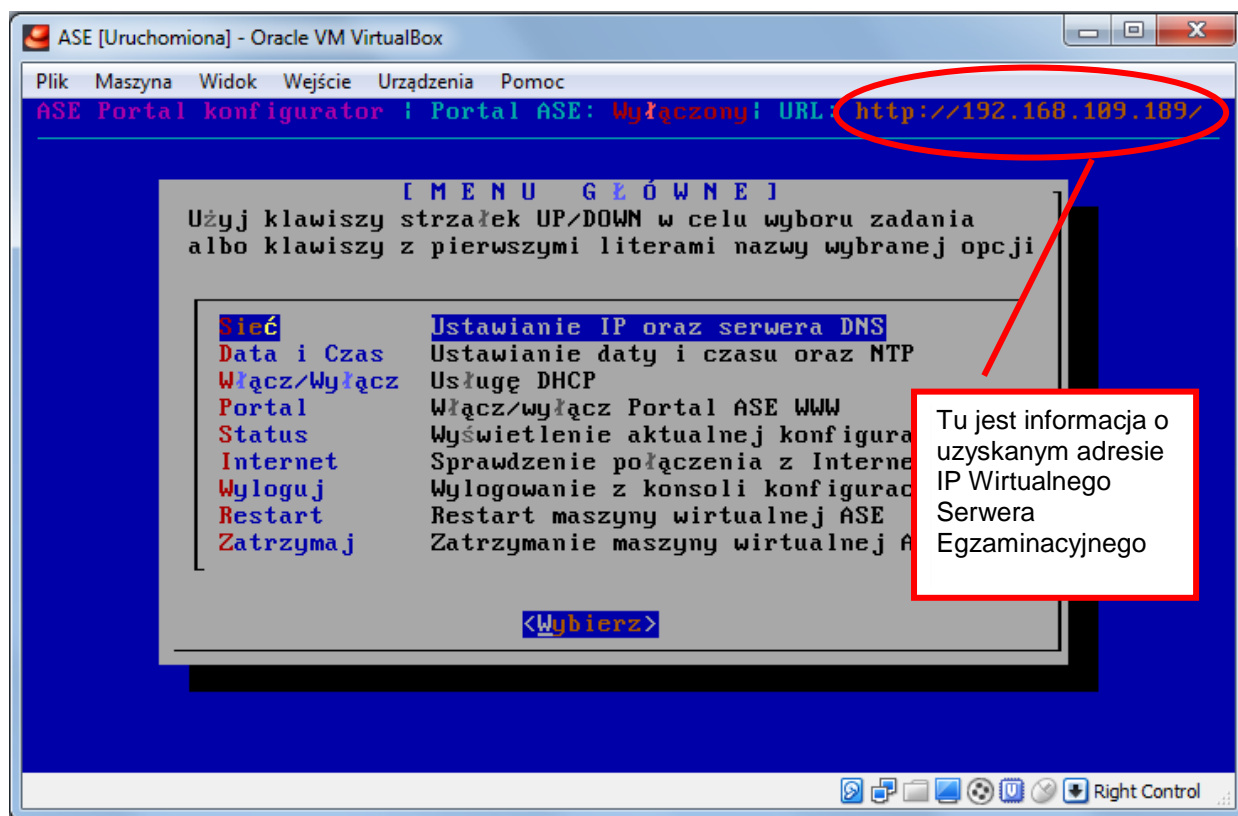 ASE [Uruchomiona] - Oracle VM VirtualBox
Plik Maszyna Widok Wejście Urządzenia Pomoc
ASE Portal konfigurator | Portal ASE: Wyłączony| URL: http://192.168.109.189/
[ M E N U G Ł Ó W N E ]
Użyj klawiszy strzałek UP/DOWN w celu wyboru zadania
albo klawiszy z pierwszymi literami nazwy wybranej opcji
Sieć Ustawianie IP oraz serwera DNS
Data i Czas Ustawianie daty i czasu oraz NTP
Włącz/Wyłącz Usługę DHCP
Portal Włącz/wyłącz Portal ASE WWW
Status Wyświetlenie aktualnej konfigura
Internet Sprawdzenie połączenia z Interne
Wyloguj Wylogowanie z konsoli konfigurac
Restart Restart maszyny wirtualnej ASE
Zatrzymaj Zatrzymanie maszyny wirtualnej A
<Wybierz>
Tu jest informacja o
uzyskanym adresie
IP Wirtualnego
Serwera
Egzaminacyjnego
Right Control